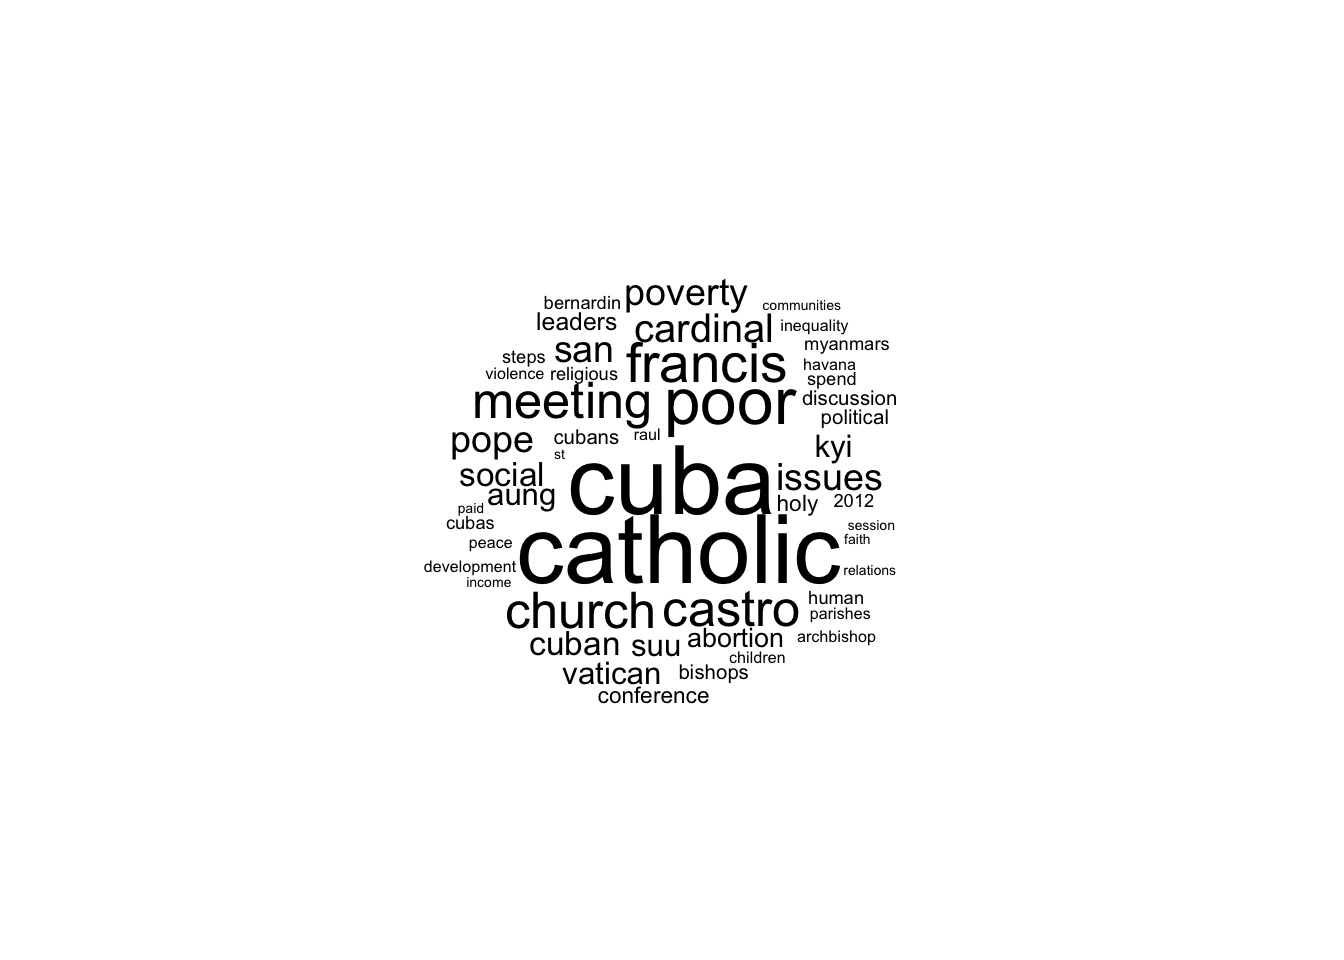 bernardin poverty communities
leaders cardinal inequality
steps san francis myanmars
violence religious havana
meeting poor spend
discussion
political
pope cubans raul kyi
st
social cuba issues
aung holy 2012
paid
cubas catholic session
peace faith
development relations
income
church castro human
parishes
cuban suu abortion archbishop
children
vatican bishops
conference